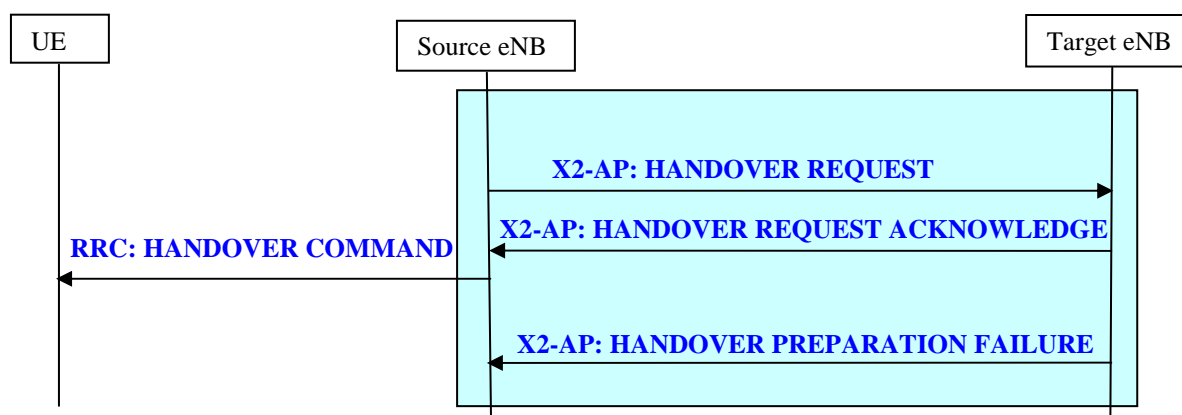 UE
Source eNB
Target eNB
X2-AP: HANDOVER REQUEST
X2-AP: HANDOVER REQUEST ACKNOWLEDGE
RRC: HANDOVER COMMAND
X2-AP: HANDOVER PREPARATION FAILURE